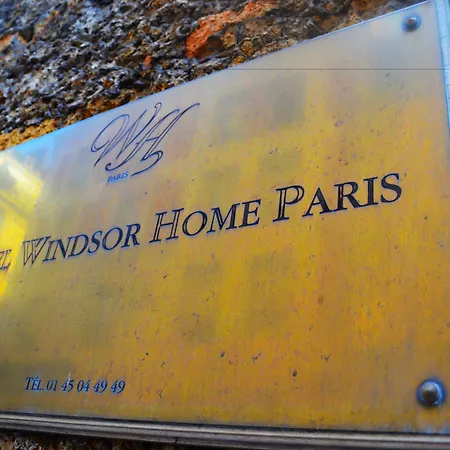 WH
PARIS
WINDSOR HOME PARIS
TÉL 01 45 04 49 49